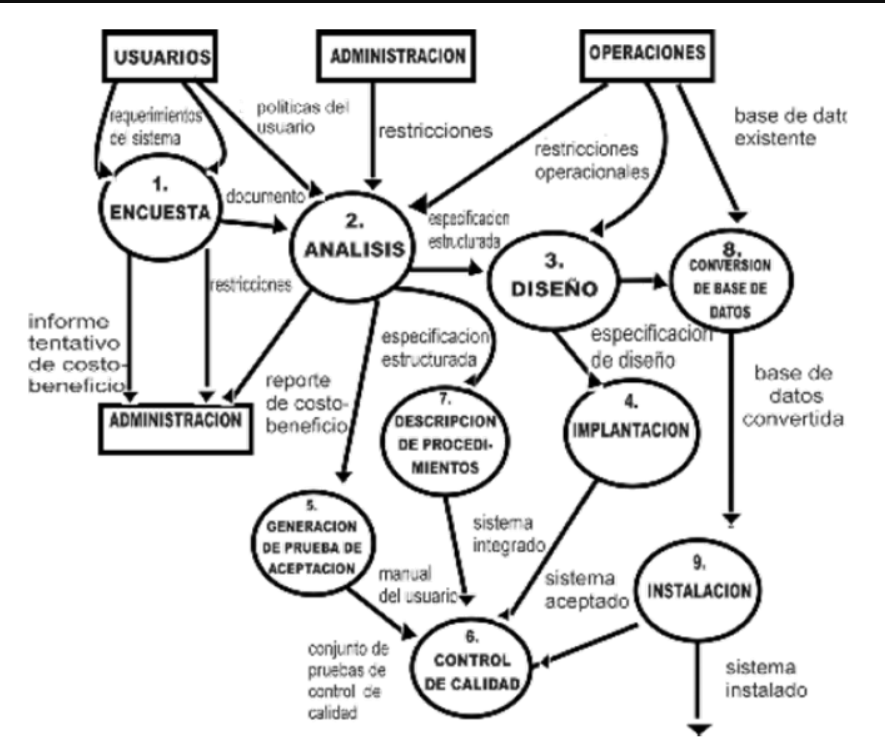 USUARIOS
ADMINISTRACION
OPERACIONES
requerimientos
del sistema
politicas del
usuario
restricciones
restricciones
operacionales
base de dat
existente
1.
ENCUESTA
documento
2.
ANALISIS
especificacion
estructurada
3.
DISEÑO
8.
CONVERSION
DE BASE DE
DATOS
restricciones
informe
tentativo
de costo-
beneficio
ADMINISTRACION
reporte
de costo-
beneficio
especificacion
estructurada
especificacion
de diseño
7.
DESCRIPCION
DE PROCEDI-
MIENTOS
4.
IMPLANTACION
base de
datos
convertida
5.
GENERACION
DE PRUEBA DE
ACEPTACION
sistema
integrado
manual
del usuario
sistema
aceptado
9.
INSTALACION
6.
CONTROL
DE CALIDAD
conjunto de
pruebas de
control de
calidad
sistema
instalado